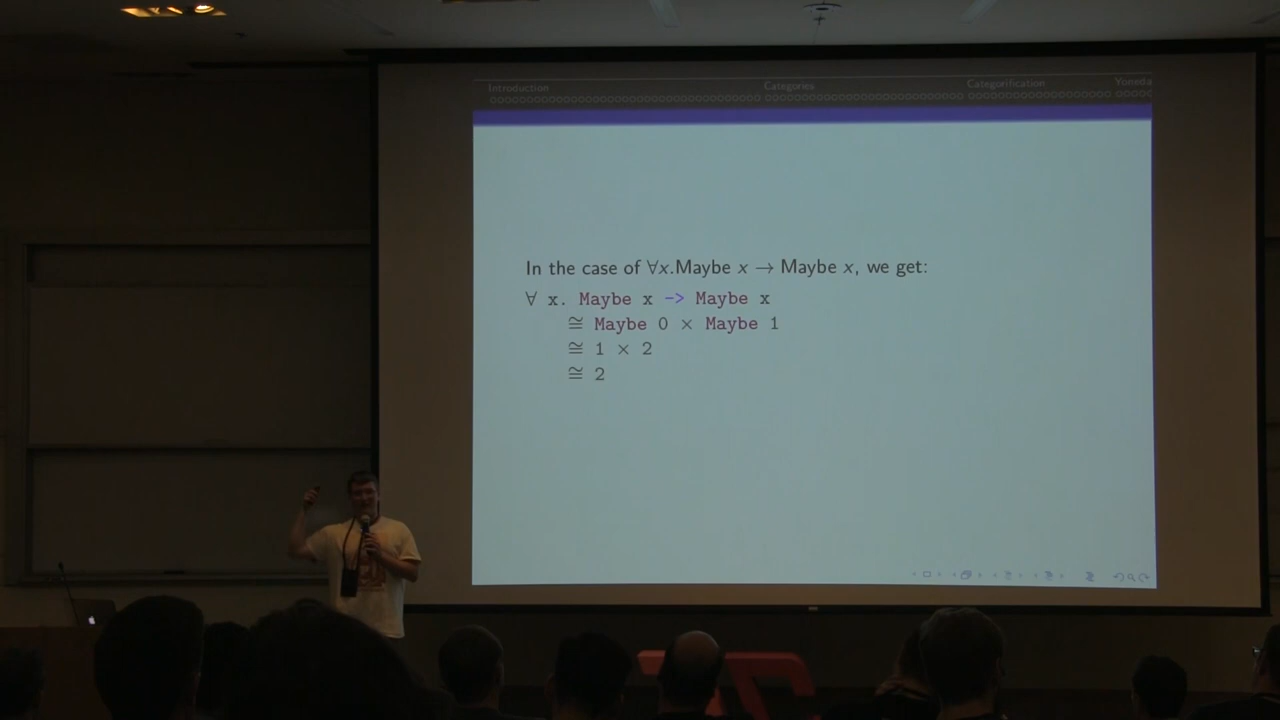 Introduction Categories Categorification Yoneda
In the case of ∀x.Maybe x → Maybe x, we get:
∀ x. Maybe x -> Maybe x
≅ Maybe 0 × Maybe 1
≅ 1 × 2
≅ 2